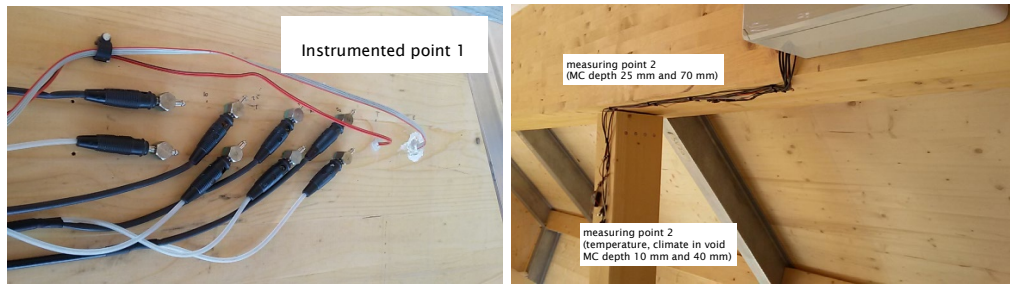 Instrumented point 1
measuring point 2
(MC depth 25 mm and 70 mm)
measuring point 2
(temperature, climate in void
MC depth 10 mm and 40 mm)